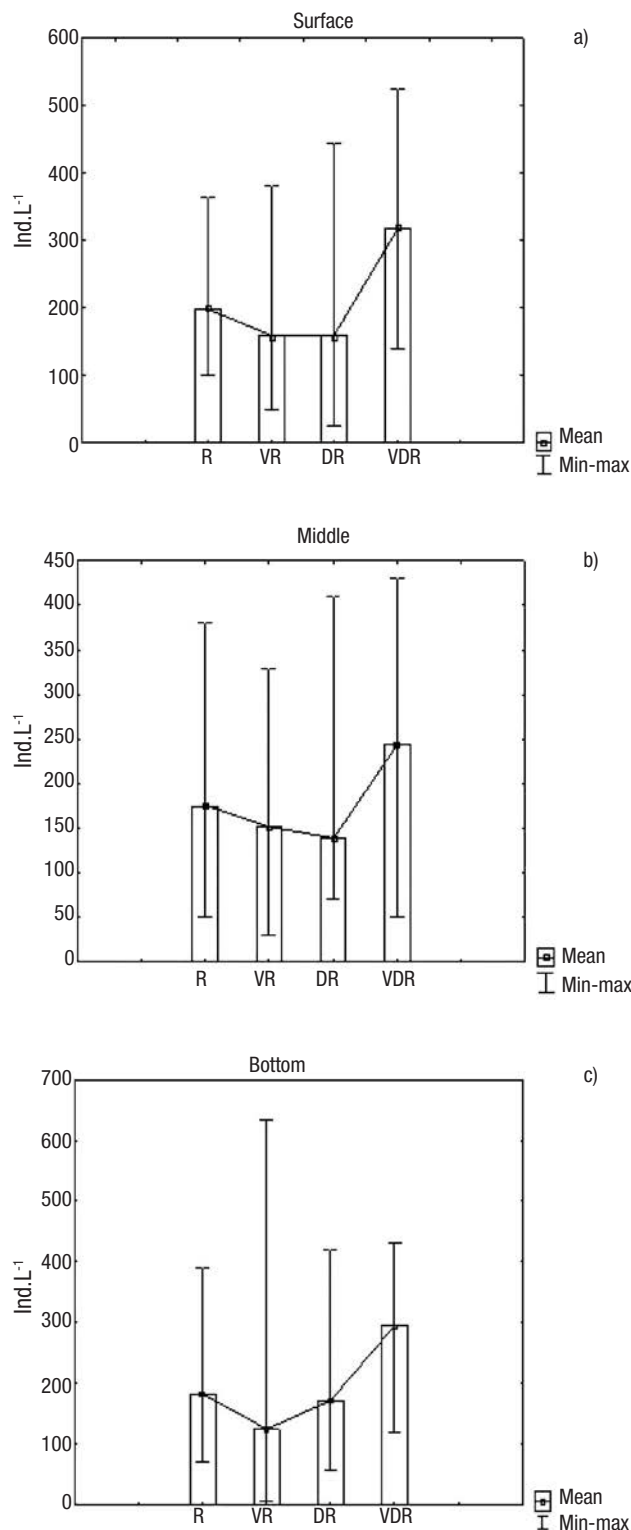 Surface
a)
600
500
400
300
200
100
0
Ind.L⁻¹
R VR DR VDR
Mean
Min-max
Middle
b)
450
400
350
300
250
200
150
100
50
0
Ind.L⁻¹
R VR DR VDR
Mean
Min-max
Bottom
c)
700
600
500
400
300
200
100
0
Ind.L⁻¹
R VR DR VDR
Mean
Min-max